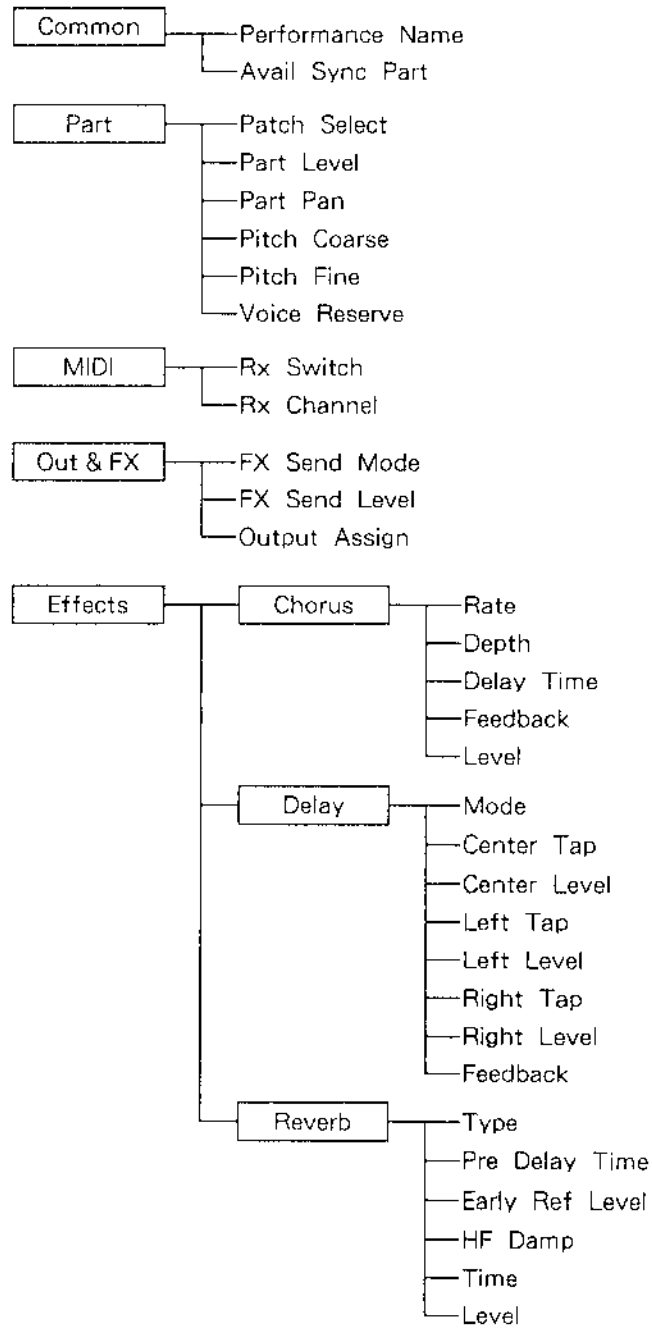 Common
Performance Name
Avail Sync Part
Part
Patch Select
Part Level
Part Pan
Pitch Coarse
Pitch Fine
Voice Reserve
MIDI
Rx Switch
Rx Channel
Out & FX
FX Send Mode
FX Send Level
Output Assign
Effects
Chorus
Rate
Depth
Delay Time
Feedback
Level
Delay
Mode
Center Tap
Center Level
Left Tap
Left Level
Right Tap
Right Level
Feedback
Reverb
Type
Pre Delay Time
Early Ref Level
HF Damp
Time
Level